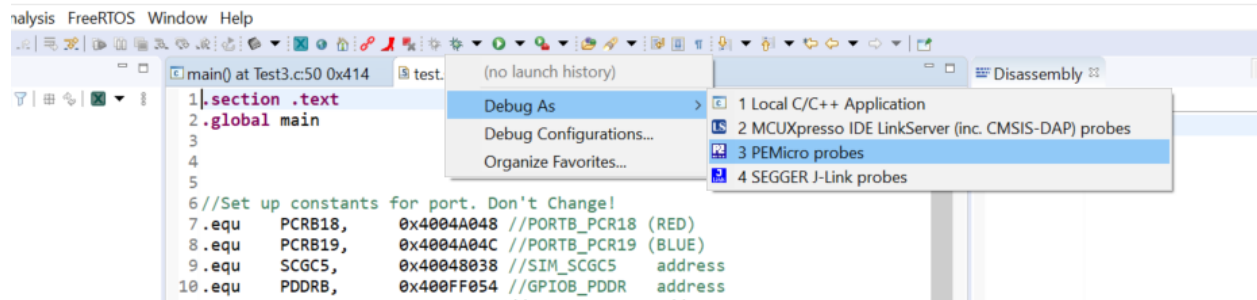 nalysis FreeRTOS Window Help
main() at Test3.c:50 0x414
test.
(no launch history)
Debug As
Debug Configurations...
Organize Favorites...
1 Local C/C++ Application
2 MCUXpresso IDE LinkServer (inc. CMSIS-DAP) probes
3 PEMicro probes
4 SEGGER J-Link probes
Disassembly
1 .section .text
2 .global main
3
4
5
6 //Set up constants for port. Don't Change!
7 .equ PCRB18, 0x4004A048 //PORTB_PCR18 (RED)
8 .equ PCRB19, 0x4004A04C //PORTB_PCR19 (BLUE)
9 .equ SCGC5, 0x40048038 //SIM_SCGC5 address
10 .equ PDDRB, 0x400FF054 //GPIOB_PDDR address